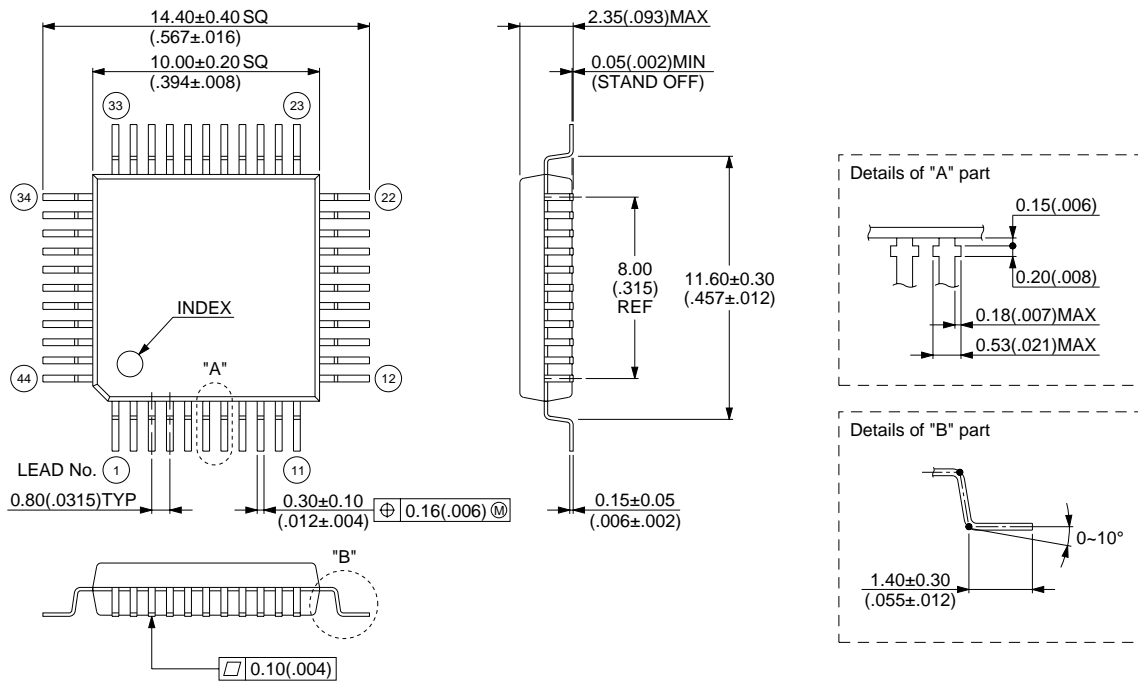 14.40±0.40 SQ
(.567±.016)
2.35(.093)MAX
10.00±0.20 SQ
(.394±.008)
0.05(.002)MIN
(STAND OFF)
33
23
34
22
INDEX
44
12
"A"
LEAD No.
1
11
0.80(.0315)TYP
0.30±0.10
(.012±.004)
0.16(.006) Ⓜ
8.00
(.315)
REF
11.60±0.30
(.457±.012)
0.15±0.05
(.006±.002)
"B"
0.10(.004)
Details of "A" part
0.15(.006)
0.20(.008)
0.18(.007)MAX
0.53(.021)MAX
Details of "B" part
0~10°
1.40±0.30
(.055±.012)